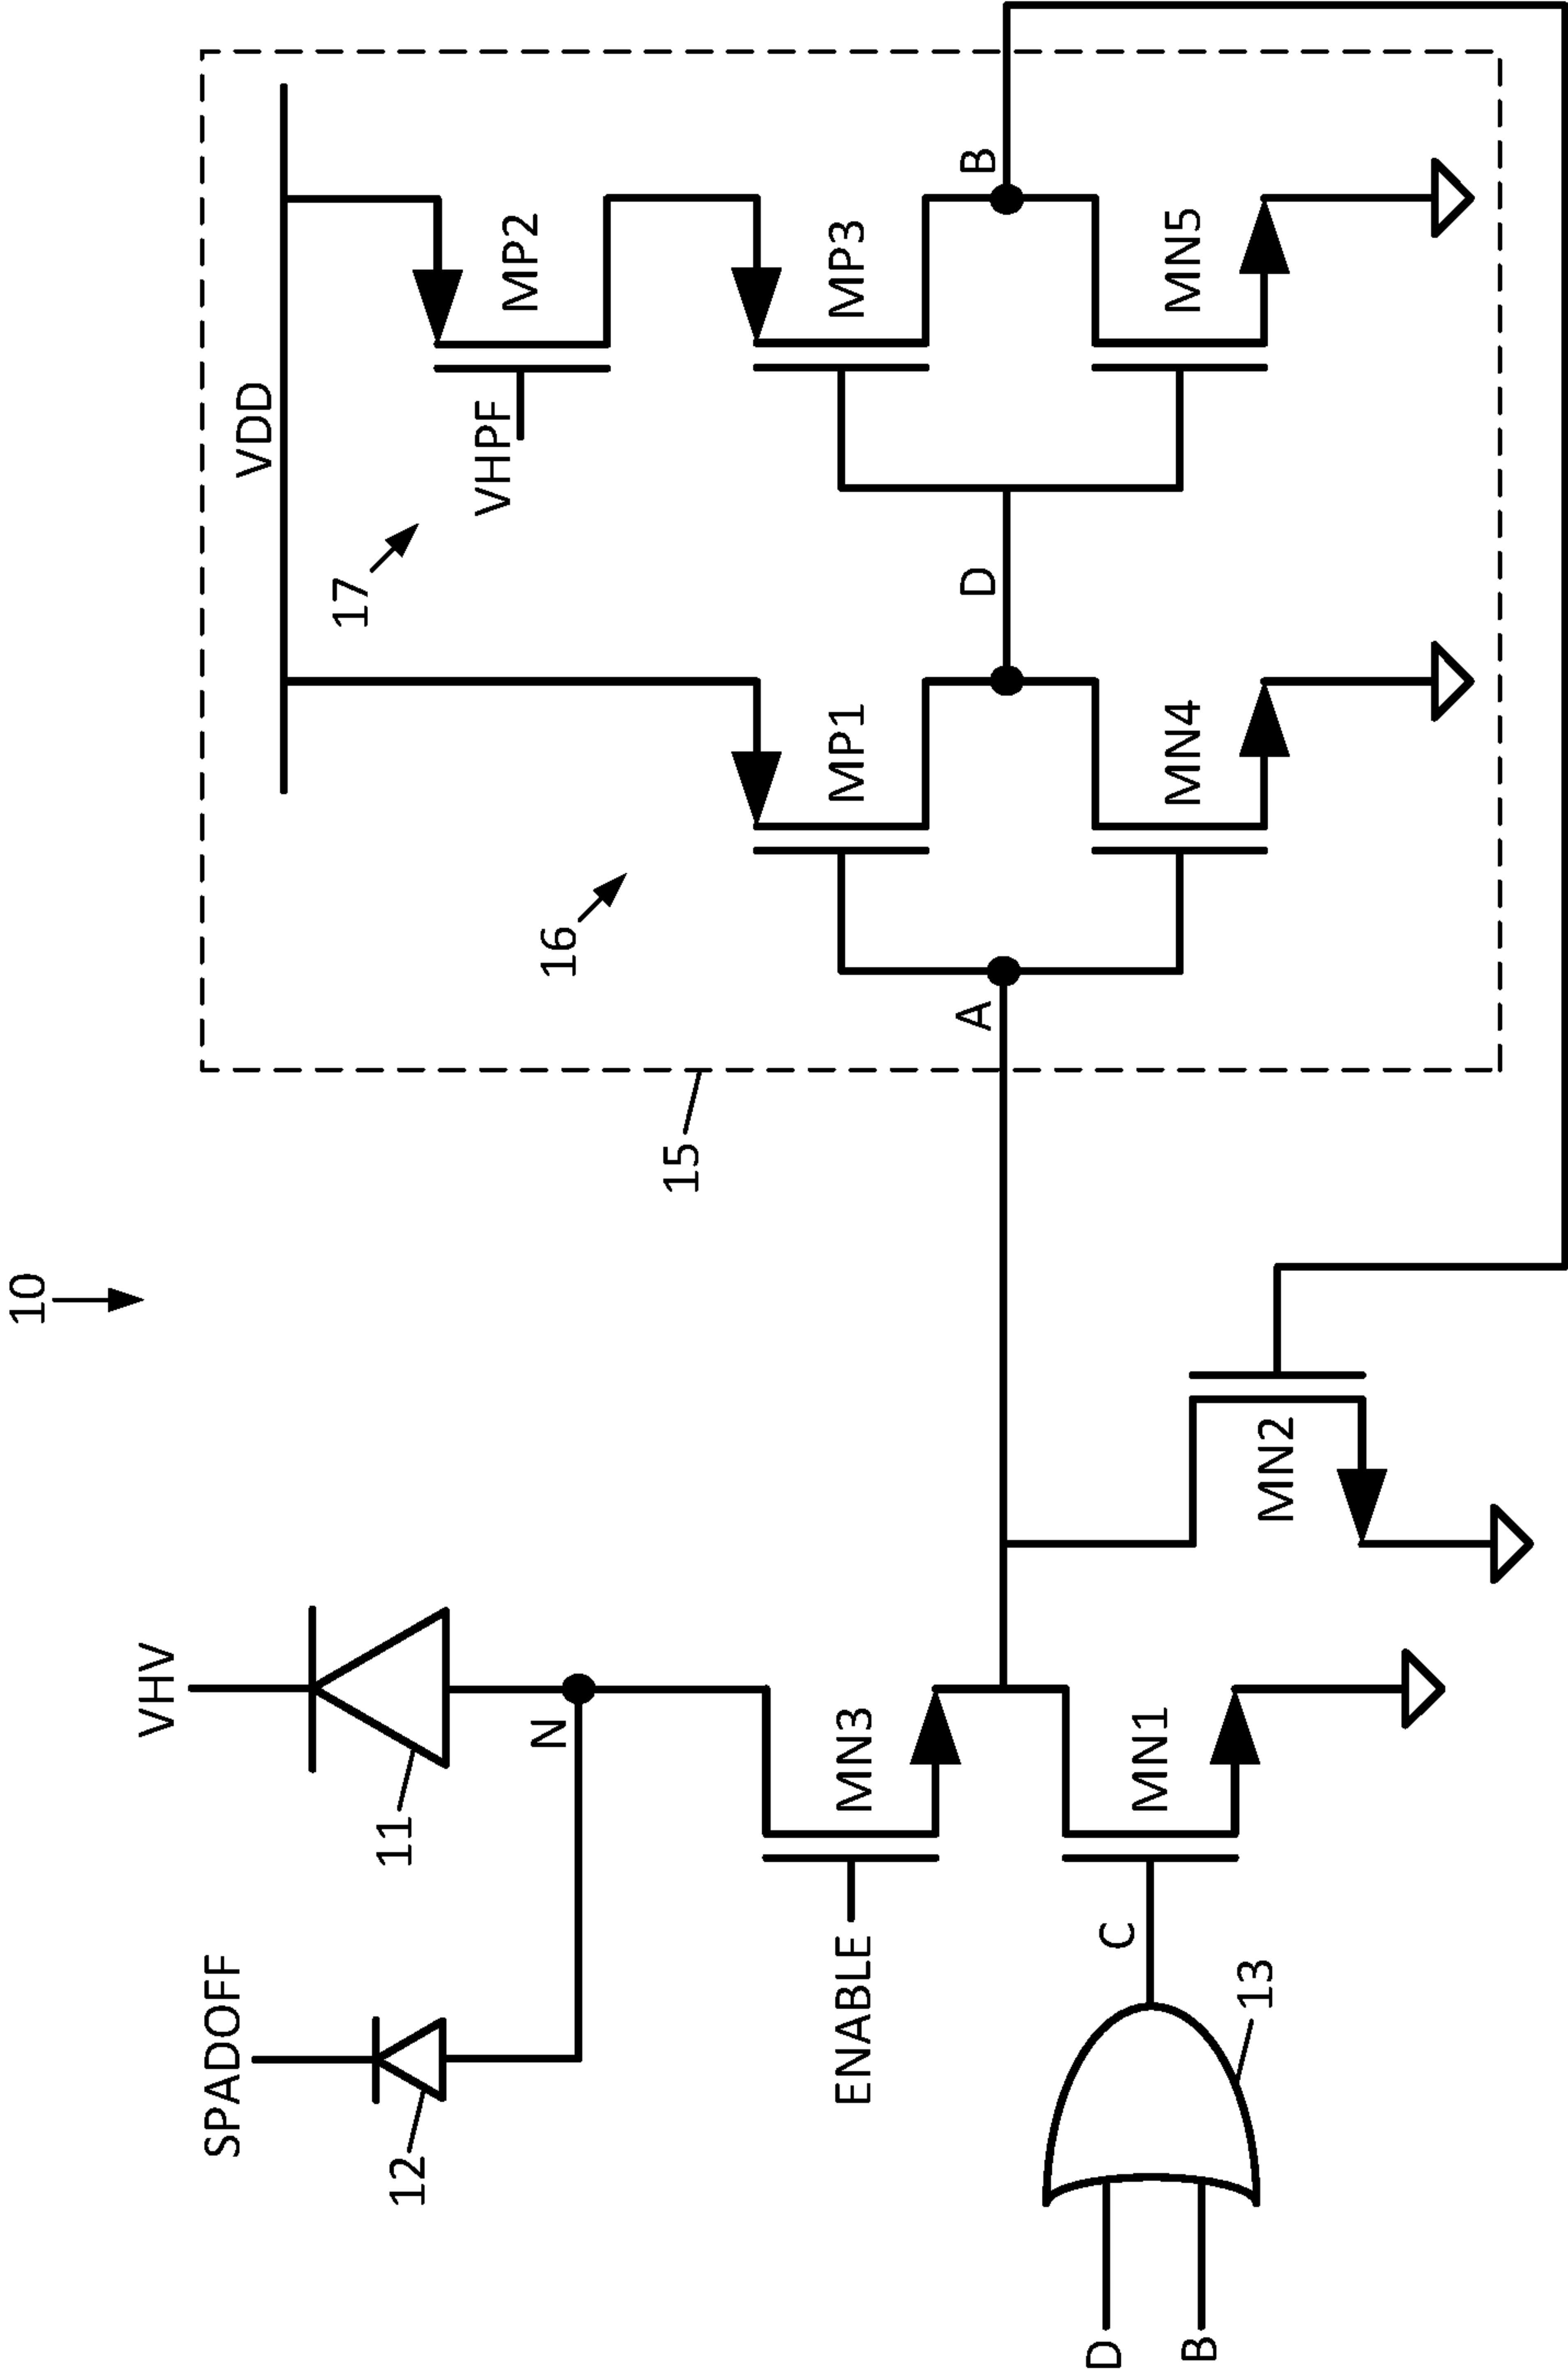 10
VHV
SPADOFF
11
12
N
MN3
ENABLE
MN1
C
13
D
B
MN2
15
A
16
MP1
MN4
D
VDD
17
VHPF
MP2
MP3
B
MN5